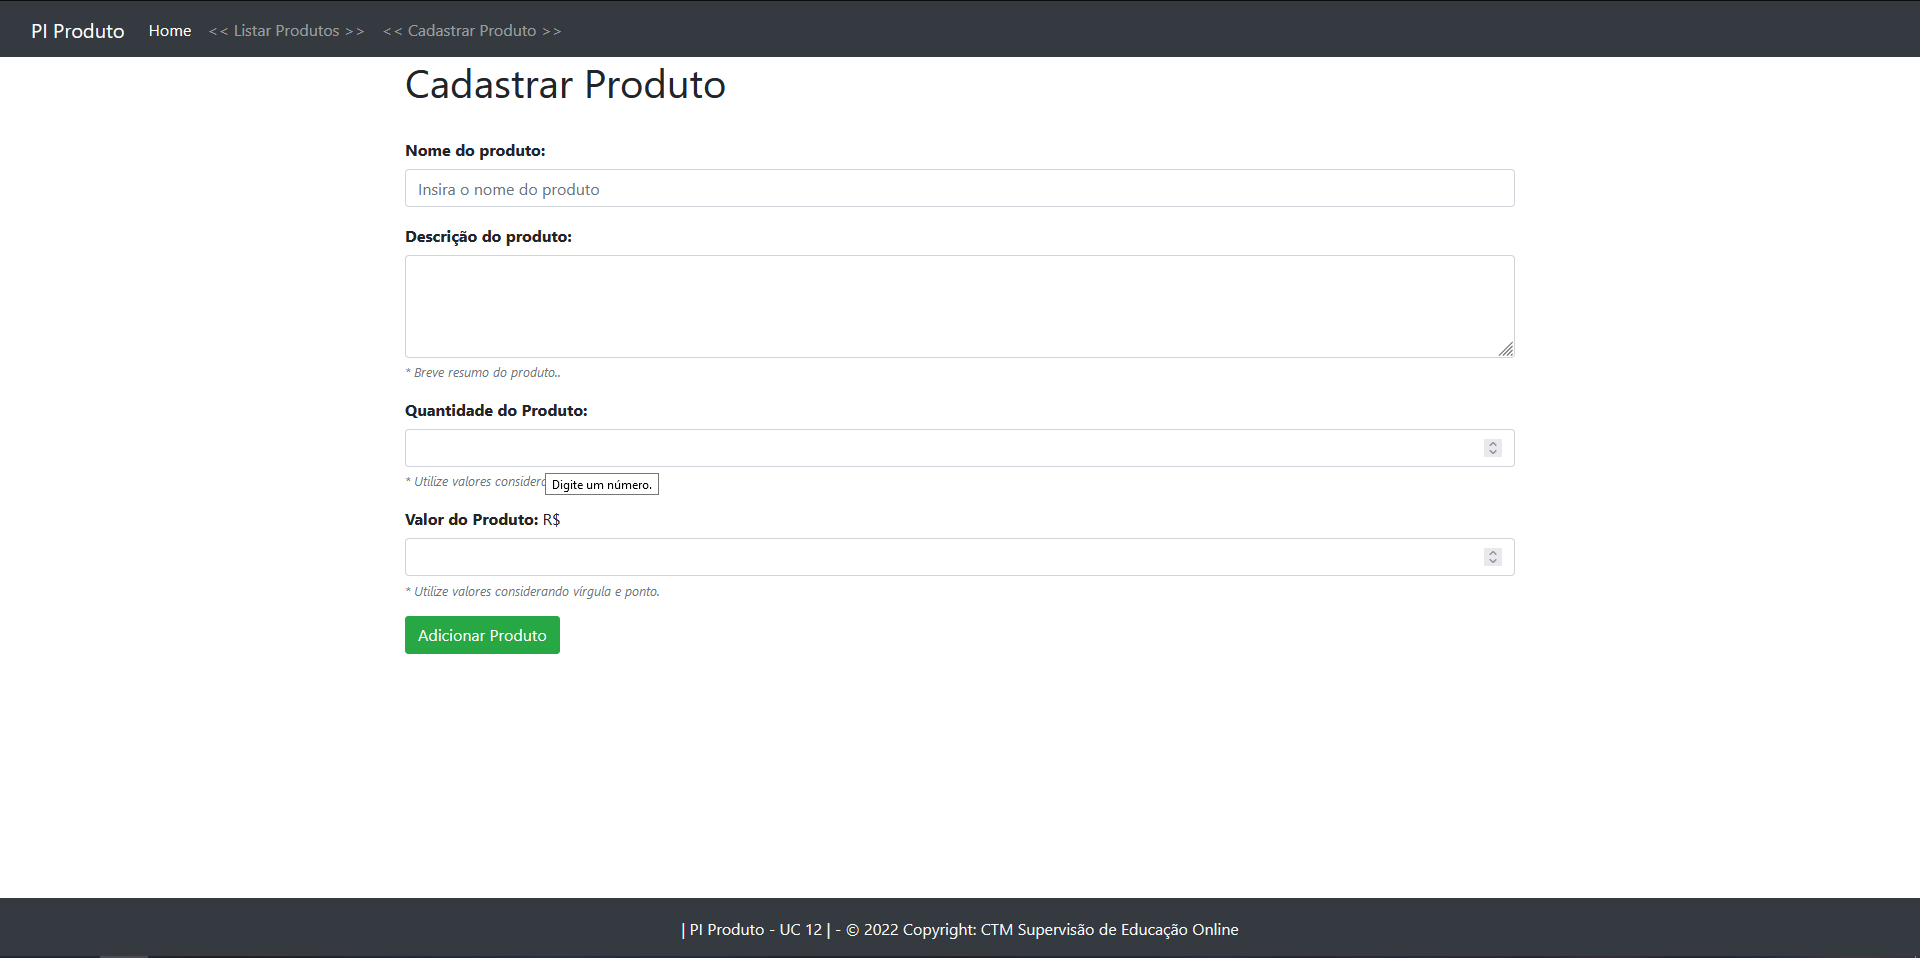 PI Produto Home << Listar Produtos >> << Cadastrar Produto >>
Cadastrar Produto
Nome do produto:
Insira o nome do produto
Descrição do produto:
* Breve resumo do produto..
Quantidade do Produto:
* Utilize valores
Digite um número.
Valor do Produto: R$
* Utilize valores considerando vírgula e ponto.
Adicionar Produto
| PI Produto - UC 12 | - © 2022 Copyright: CTM Supervisão de Educação Online